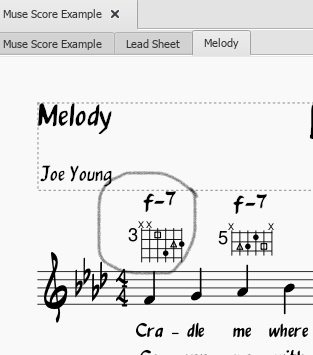 Muse Score Example X
Muse Score Example Lead Sheet Melody
Melody
Joe Young
f-7 f-7
x x x x
3 5
4
4
Cra - dle me where